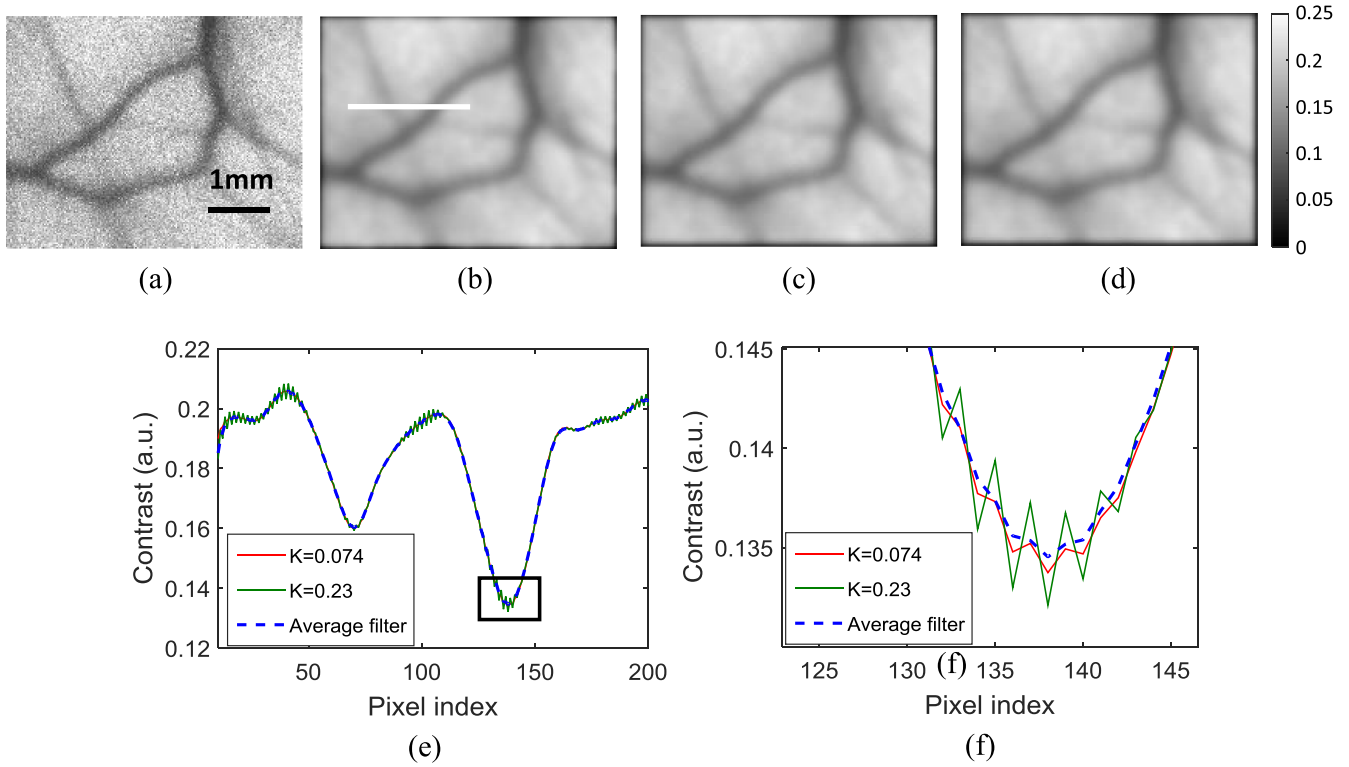 1mm
0.25
0.2
0.15
0.1
0.05
0
(a)
(b)
(c)
(d)
0.22
0.2
0.18
0.16
0.14
0.12
Contrast (a.u.)
K=0.074
K=0.23
Average filter
50
100
150
200
Pixel index
(e)
0.145
0.14
0.135
Contrast (a.u.)
K=0.074
K=0.23
Average filter
125
130
(f)
135
140
145
Pixel index
(f)